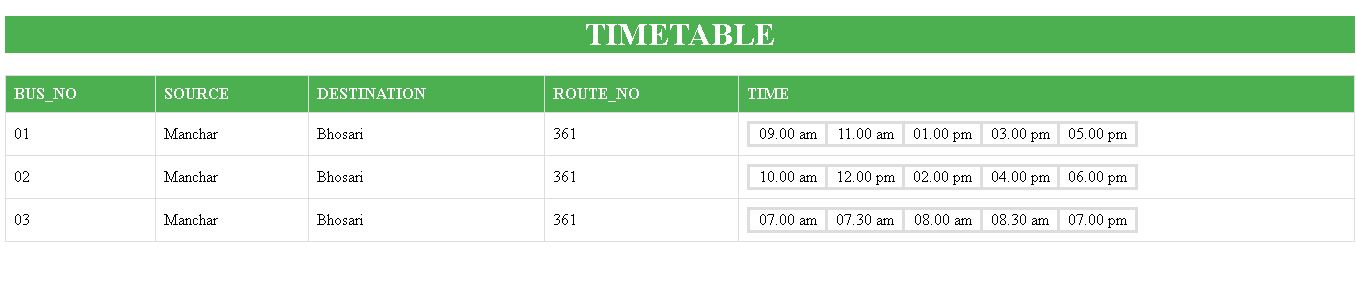 TIMETABLE
BUS_NO SOURCE DESTINATION ROUTE_NO TIME
01 Manchar Bhosari 361 09.00 am 11.00 am 01.00 pm 03.00 pm 05.00 pm
02 Manchar Bhosari 361 10.00 am 12.00 pm 02.00 pm 04.00 pm 06.00 pm
03 Manchar Bhosari 361 07.00 am 07.30 am 08.00 am 08.30 am 07.00 pm